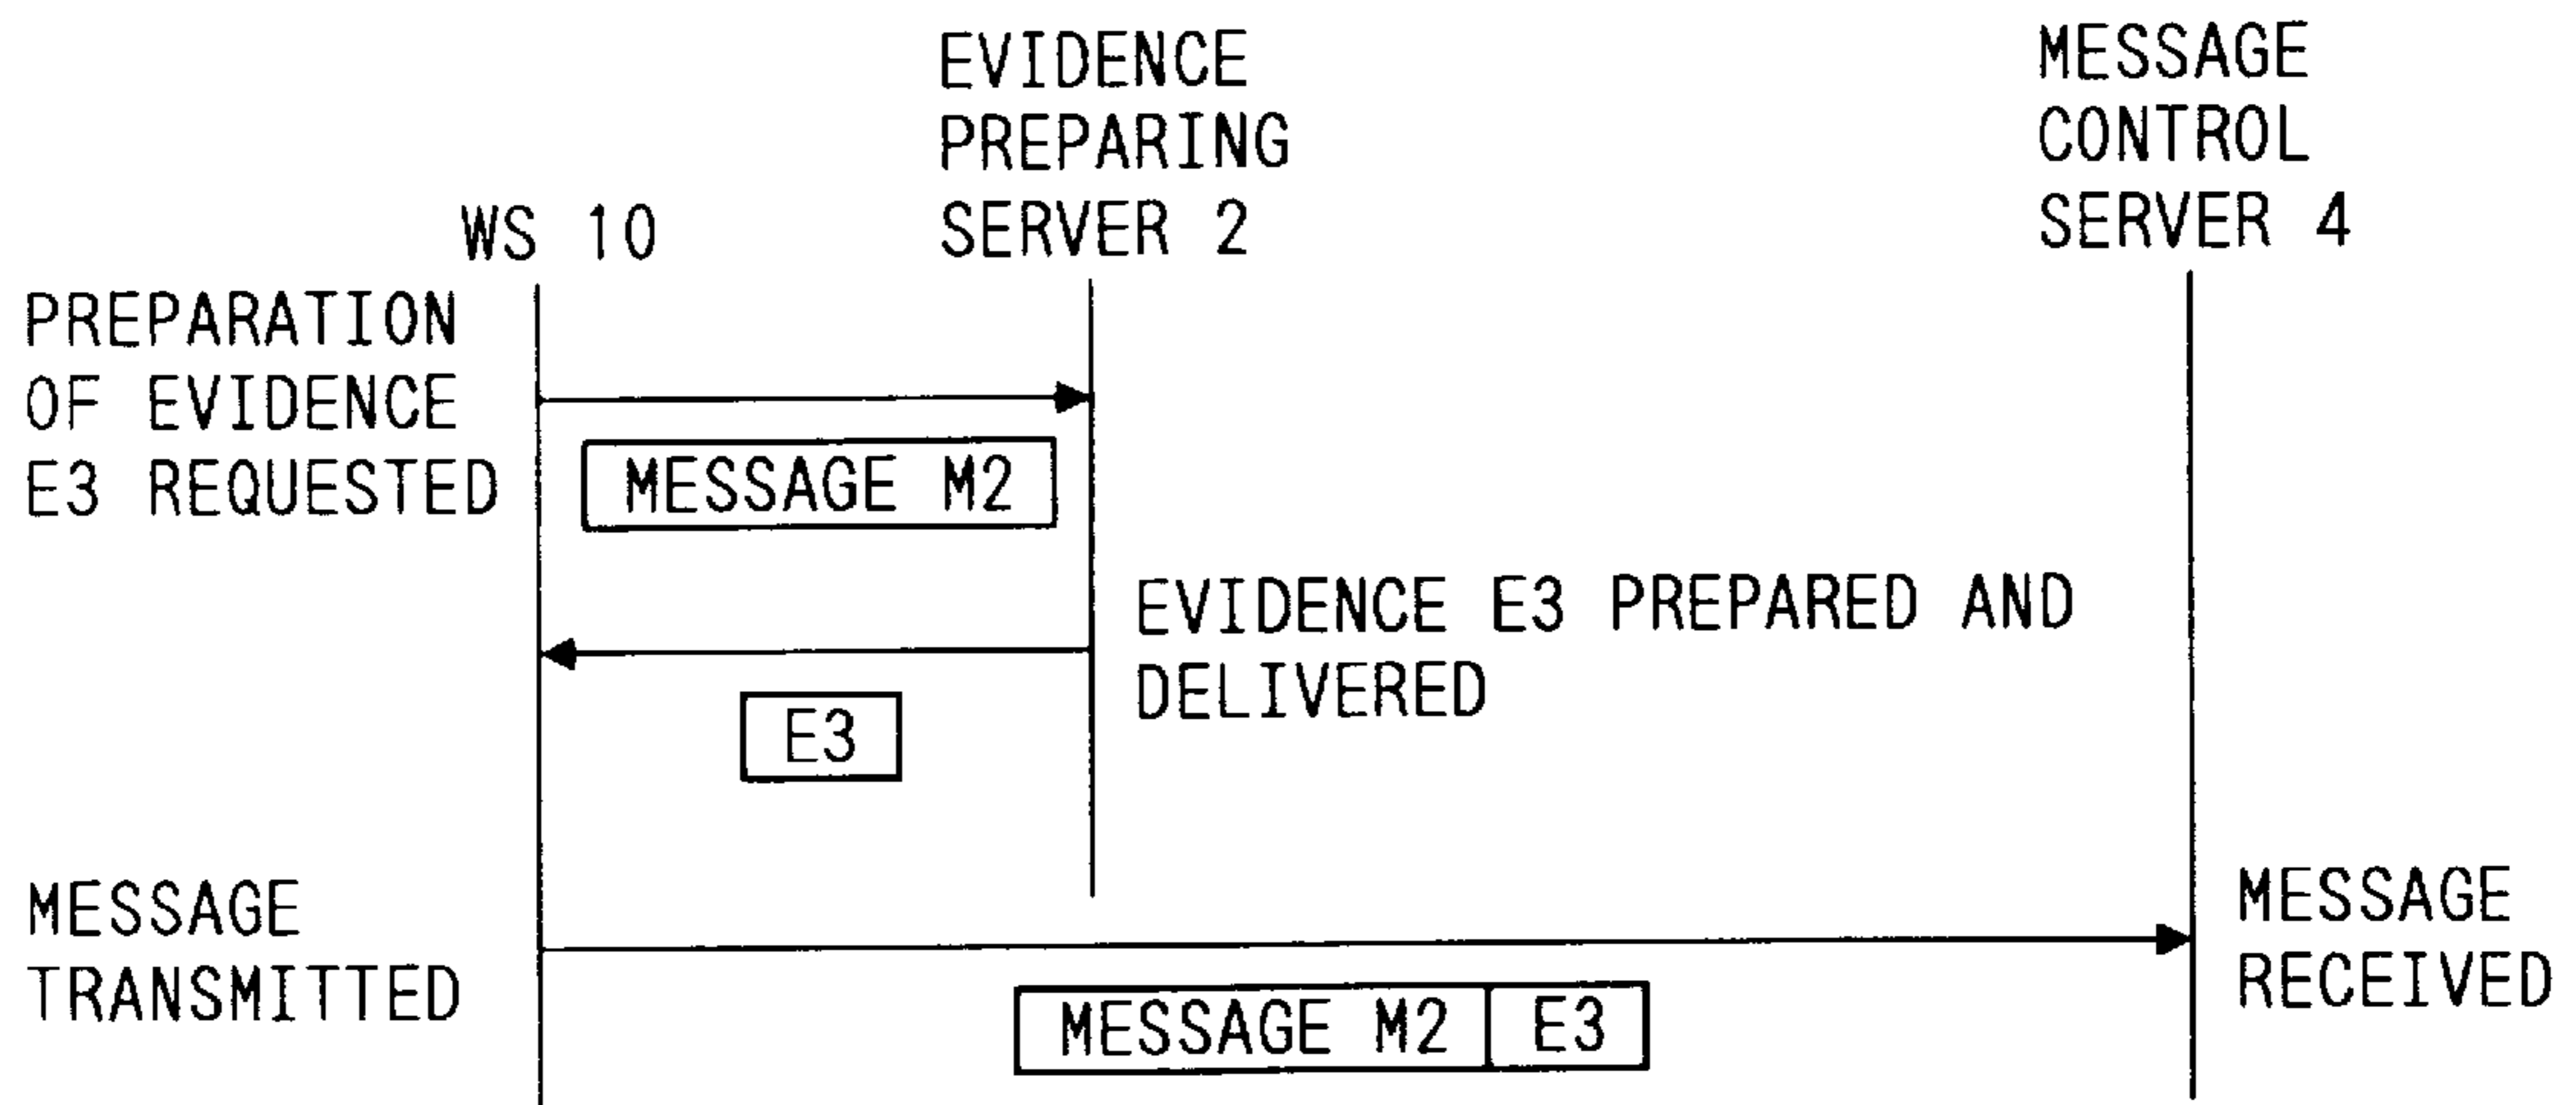 WS 10
EVIDENCE
PREPARING
SERVER 2
MESSAGE
CONTROL
SERVER 4
PREPARATION
OF EVIDENCE
E3 REQUESTED
MESSAGE M2
EVIDENCE E3 PREPARED AND
DELIVERED
E3
MESSAGE
TRANSMITTED
MESSAGE M2 E3
MESSAGE
RECEIVED